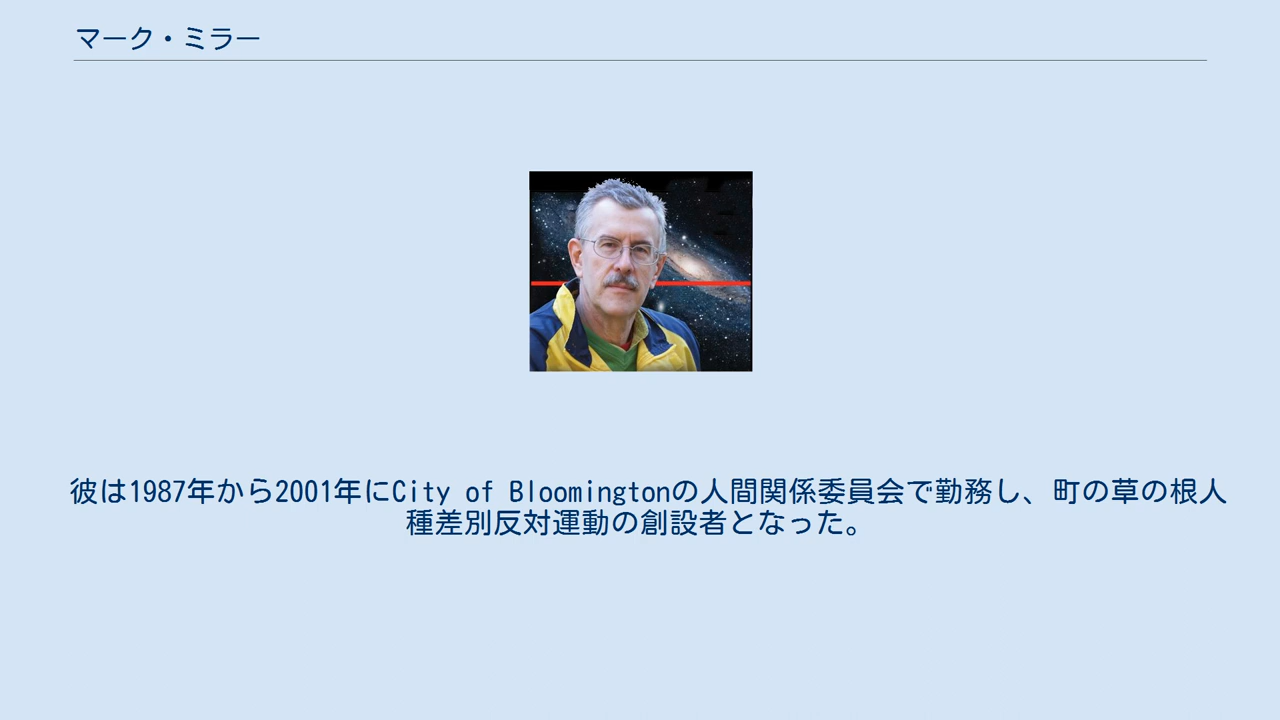 マーク・ミラー
彼は1987年から2001年にCity of Bloomingtonの人間関係委員会で勤務し、町の草の根人
種差別反対運動の創設者となった。